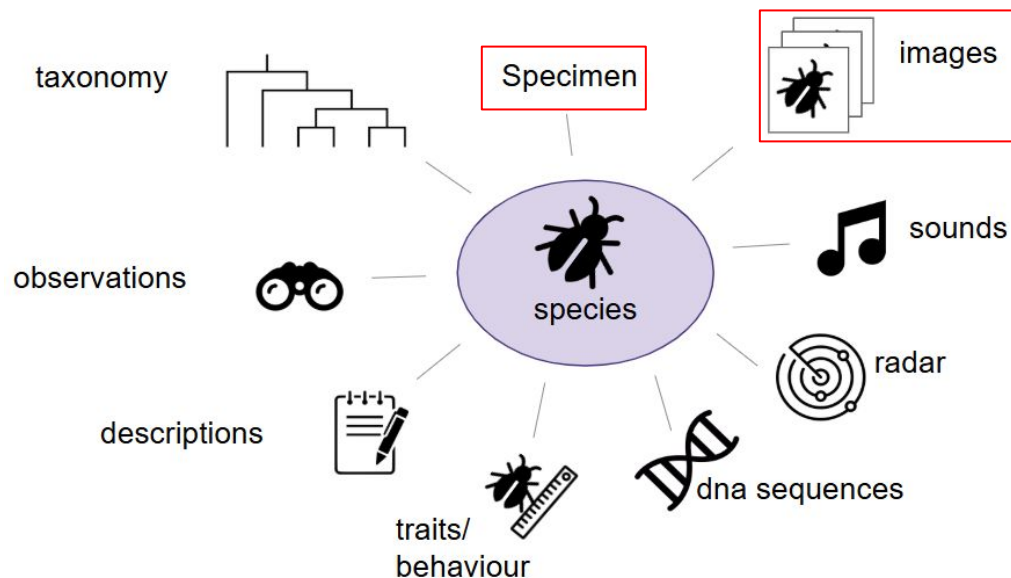 taxonomy
Specimen
images
sounds
observations
species
radar
descriptions
dna sequences
traits/
behaviour